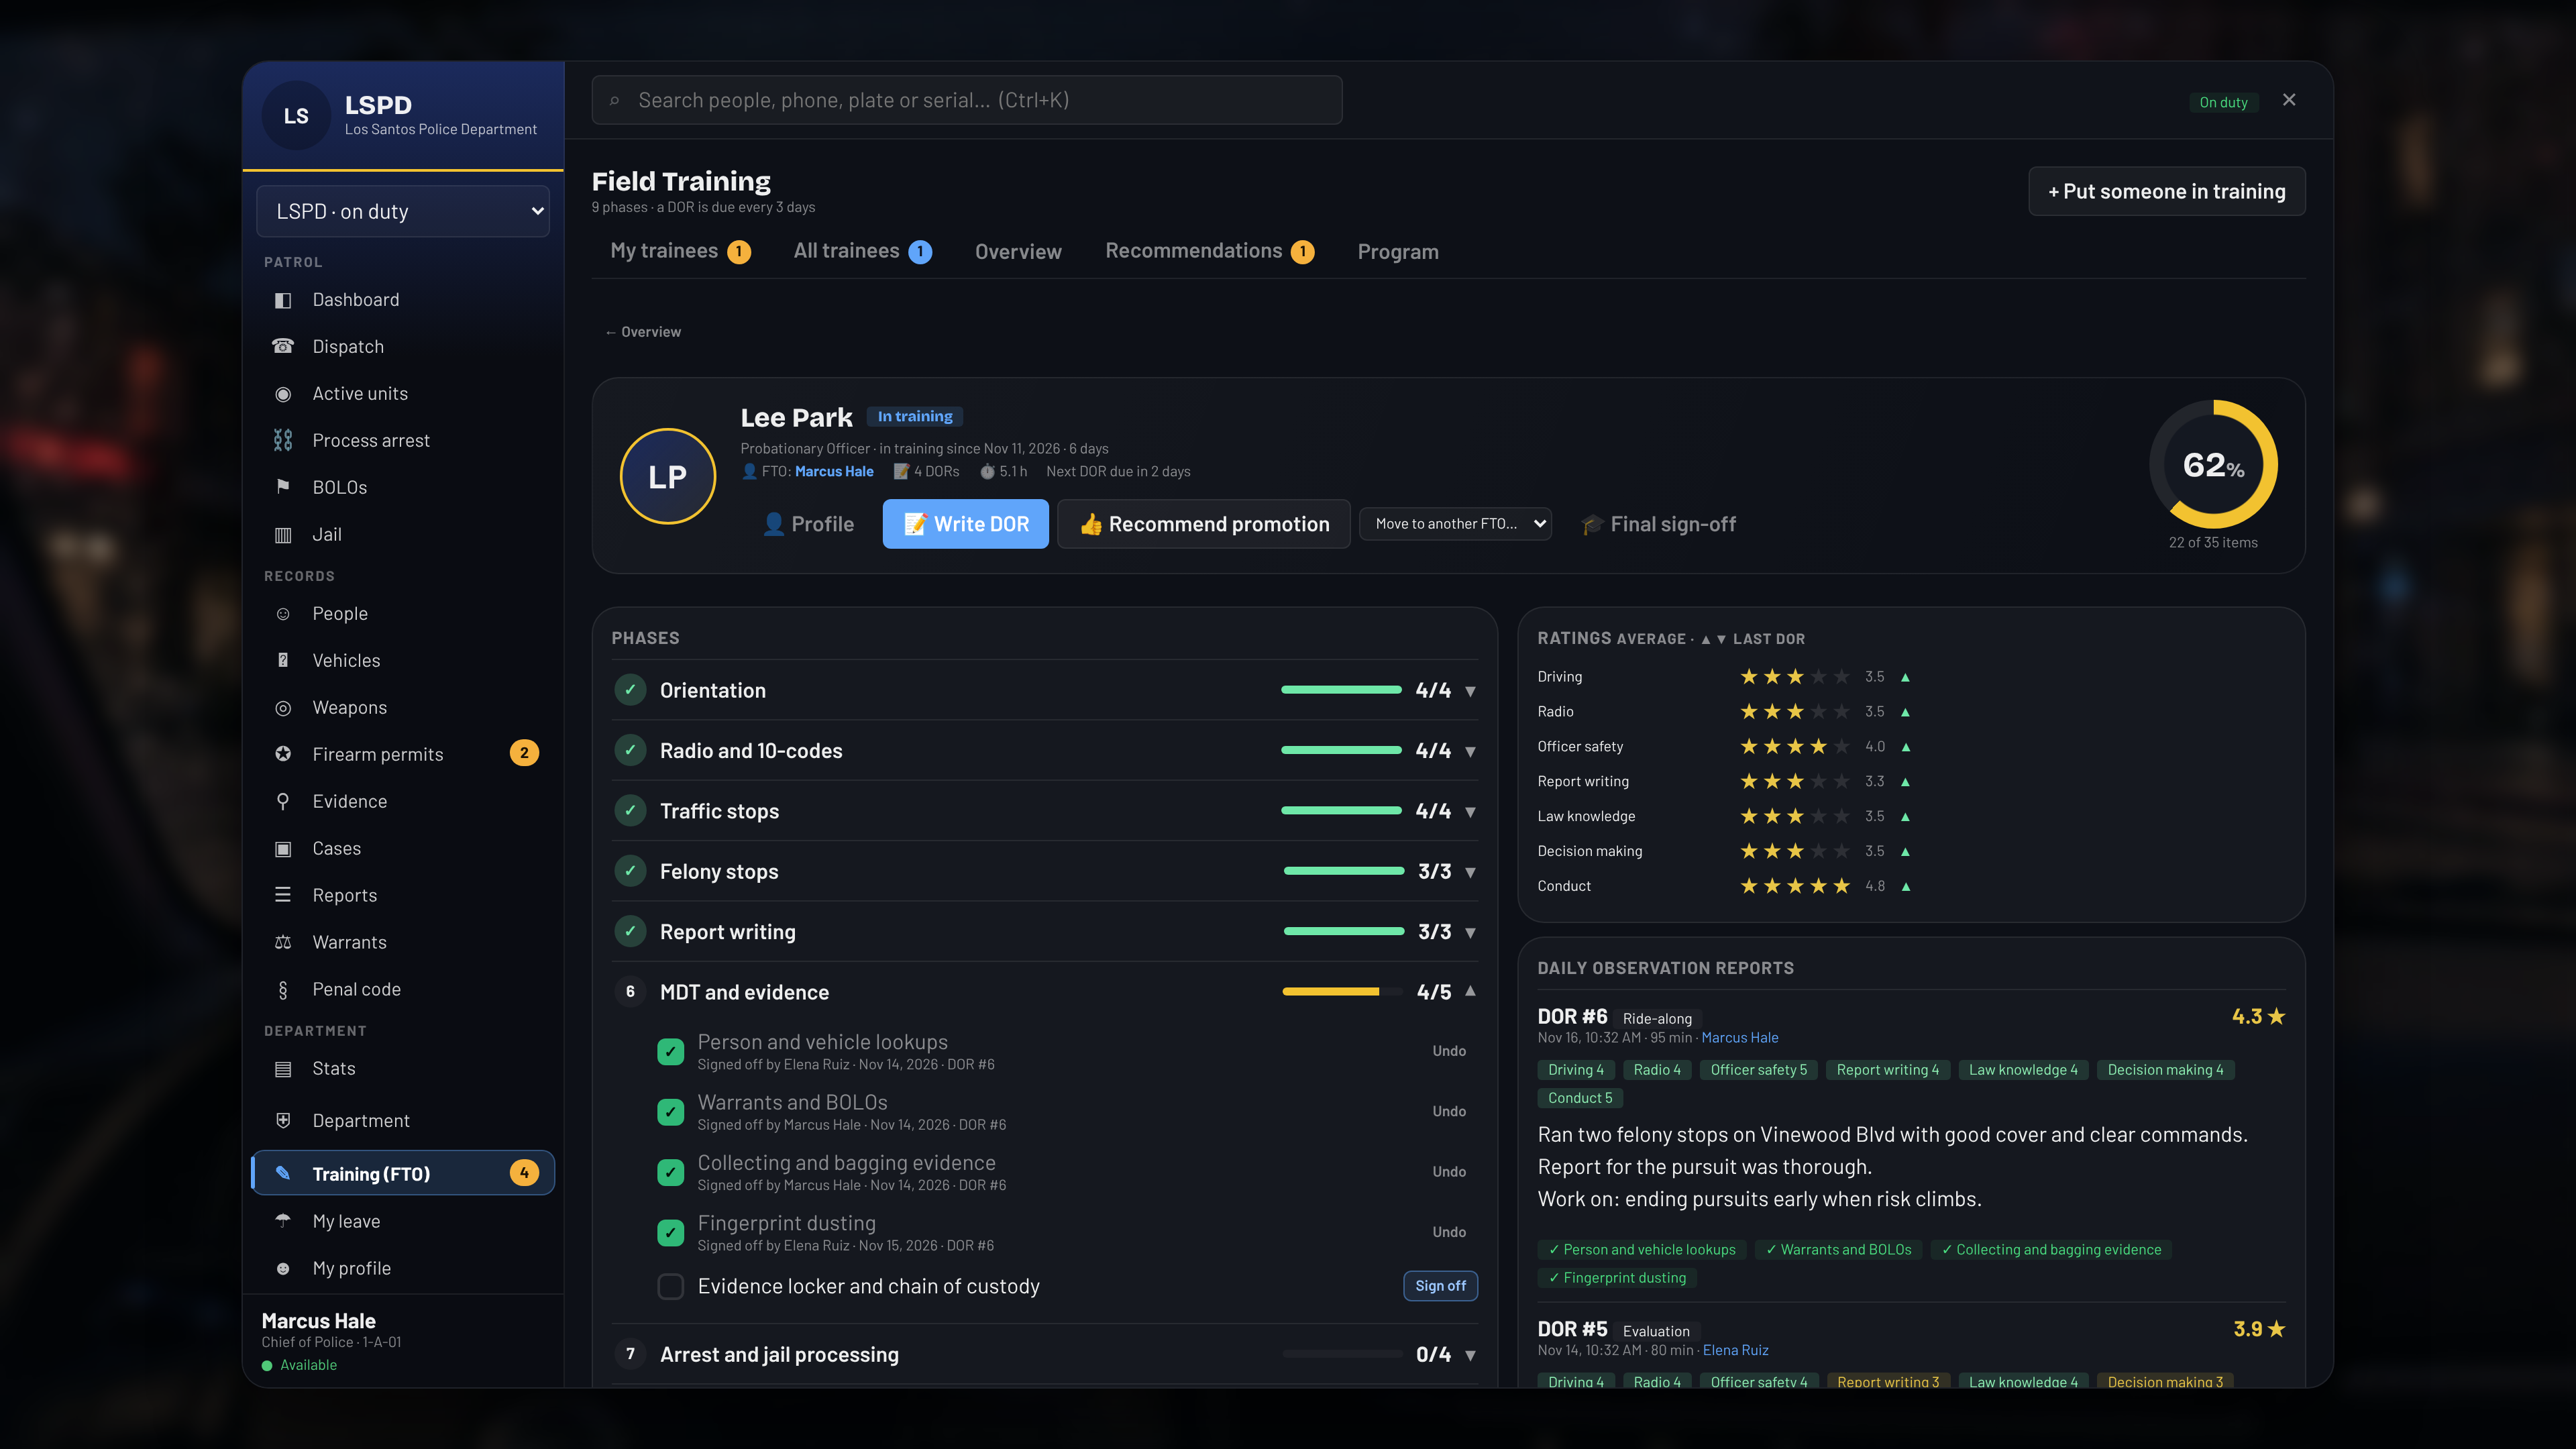 LS
LSPD
Los Santos Police Department
LSPD · on duty
PATROL
Dashboard
Dispatch
Active units
Process arrest
BOLOs
Jail
RECORDS
People
Vehicles
Weapons
Firearm permits 2
Evidence
Cases
Reports
Warrants
§ Penal code
DEPARTMENT
Stats
Department
Training (FTO) 4
My leave
My profile
Marcus Hale
Chief of Police · 1-A-01
Available
Search people, phone, plate or serial... (Ctrl+K)
On duty ✕
Field Training
9 phases · a DOR is due every 3 days
+ Put someone in training
My trainees 1 All trainees 1 Overview Recommendations 1 Program
← Overview
LP
Lee Park In training
Probationary Officer · in training since Nov 11, 2026 · 6 days
👤 FTO: Marcus Hale 📝 4 DORs ⏱ 5.1 h Next DOR due in 2 days
👤 Profile 📝 Write DOR 👍 Recommend promotion Move to another FTO... 🎓 Final sign-off
62%
22 of 35 items
PHASES
✓ Orientation 4/4 ▼
✓ Radio and 10-codes 4/4 ▼
✓ Traffic stops 4/4 ▼
✓ Felony stops 3/3 ▼
✓ Report writing 3/3 ▼
6 MDT and evidence 4/5 ▲
✓ Person and vehicle lookups Undo
Signed off by Elena Ruiz · Nov 14, 2026 · DOR #6
✓ Warrants and BOLOs Undo
Signed off by Marcus Hale · Nov 14, 2026 · DOR #6
✓ Collecting and bagging evidence Undo
Signed off by Marcus Hale · Nov 14, 2026 · DOR #6
✓ Fingerprint dusting Undo
Signed off by Elena Ruiz · Nov 15, 2026 · DOR #6
Evidence locker and chain of custody Sign off
7 Arrest and jail processing 0/4 ▼
RATINGS AVERAGE · ▲ ▼ LAST DOR
Driving ★★★★★ 3.5 ▲
Radio ★★★★★ 3.5 ▲
Officer safety ★★★★★ 4.0 ▲
Report writing ★★★★★ 3.3 ▲
Law knowledge ★★★★★ 3.5 ▲
Decision making ★★★★★ 3.5 ▲
Conduct ★★★★★ 4.8 ▲
DAILY OBSERVATION REPORTS
DOR #6 Ride-along 4.3 ★
Nov 16, 10:32 AM · 95 min · Marcus Hale
Driving 4 Radio 4 Officer safety 5 Report writing 4 Law knowledge 4 Decision making 4
Conduct 5
Ran two felony stops on Vinewood Blvd with good cover and clear commands.
Report for the pursuit was thorough.
Work on: ending pursuits early when risk climbs.
✓ Person and vehicle lookups ✓ Warrants and BOLOs ✓ Collecting and bagging evidence
✓ Fingerprint dusting
DOR #5 Evaluation 3.9 ★
Nov 14, 10:32 AM · 80 min · Elena Ruiz
Driving 4 Radio 4 Officer safety 4 Report writing 3 Law knowledge 4 Decision making 3